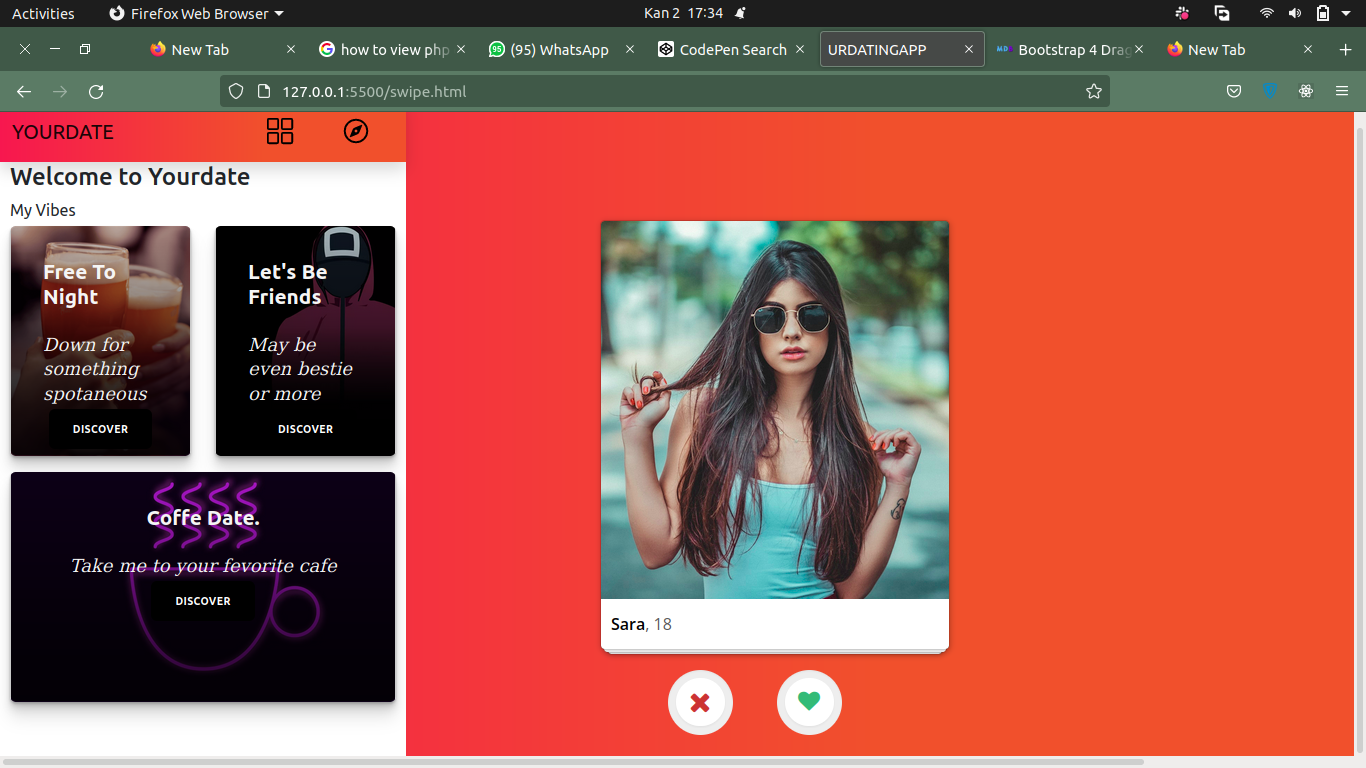 Activities
Firefox Web Browser
Kan 2 17:34
New Tab
how to view php
(95) WhatsApp
CodePen Search
URDATINGAPP
Bootstrap 4 Drag
New Tab
127.0.0.1:5500/swipe.html
YOURDATE
Welcome to Yourdate
My Vibes
Free To
Night
Down for
something
spotaneous
DISCOVER
Let's Be
Friends
May be
even bestie
or more
DISCOVER
Coffe Date.
Take me to your fevorite cafe
DISCOVER
Sara, 18